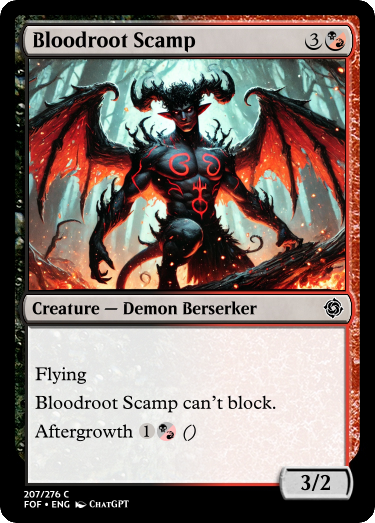 Bloodroot Scamp 3
Creature — Demon Berserker
Flying
Bloodroot Scamp can't block.
Aftergrowth 1 ()
3/2
207/276 C
FOF • ENG ChatGPT